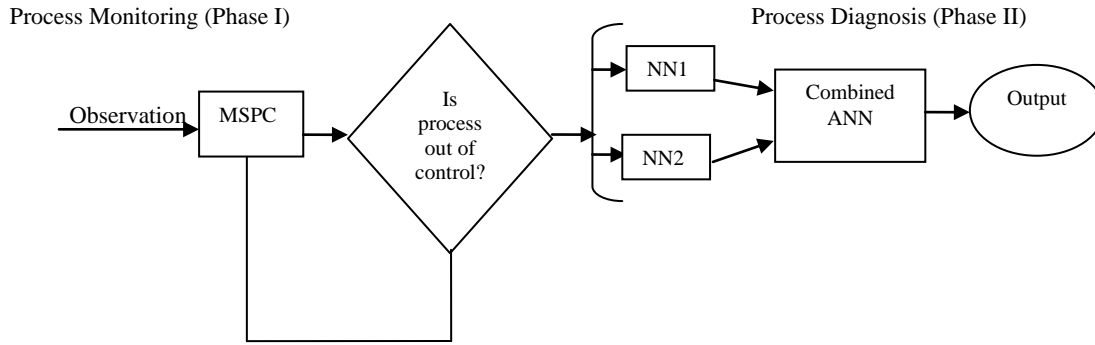 Process Monitoring (Phase I)
Process Diagnosis (Phase II)
Observation
MSPC
Is
process
out of
control?
NN1
NN2
Combined
ANN
Output